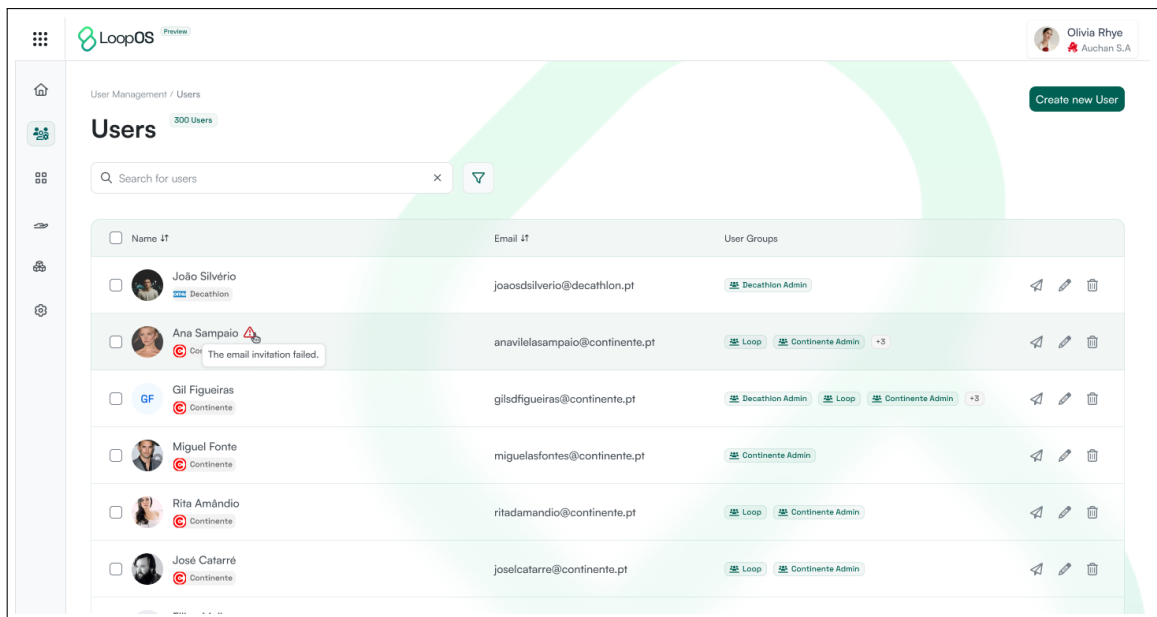 LoopOS Preview
Olivia Rhye
Auchan S.A
User Management / Users
Create new User
Users 300 Users
Search for users
Name Email User Groups
João Silvério
Decathlon
joaosdsilverio@decathlon.pt
Decathlon Admin
Ana Sampaio
The email invitation failed.
anavilelasampaio@continente.pt
Loop Continente Admin +3
GF
Gil Figueiras
Continente
gilsdfigueiras@continente.pt
Decathlon Admin Loop Continente Admin +3
Miguel Fonte
Continente
miguelasfontes@continente.pt
Continente Admin
Rita Amândio
Continente
ritadamandio@continente.pt
Loop Continente Admin
José Catarré
Continente
joselcatarre@continente.pt
Loop Continente Admin